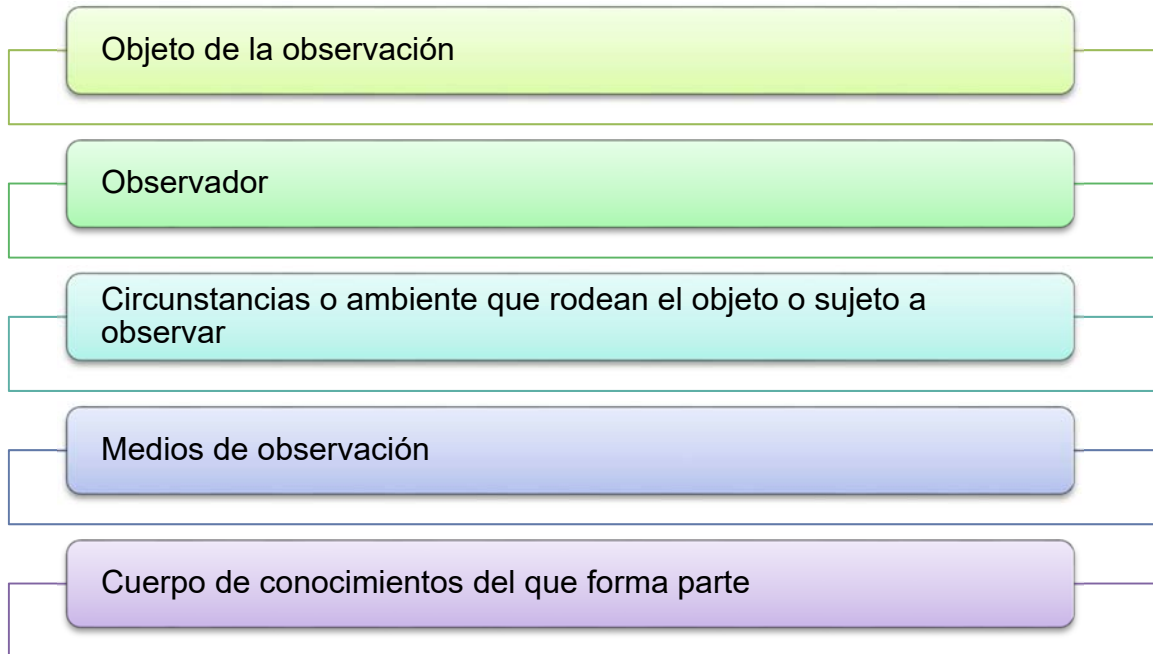 Objeto de la observación
Observador
Circunstancias o ambiente que rodean el objeto o sujeto a
observar
Medios de observación
Cuerpo de conocimientos del que forma parte